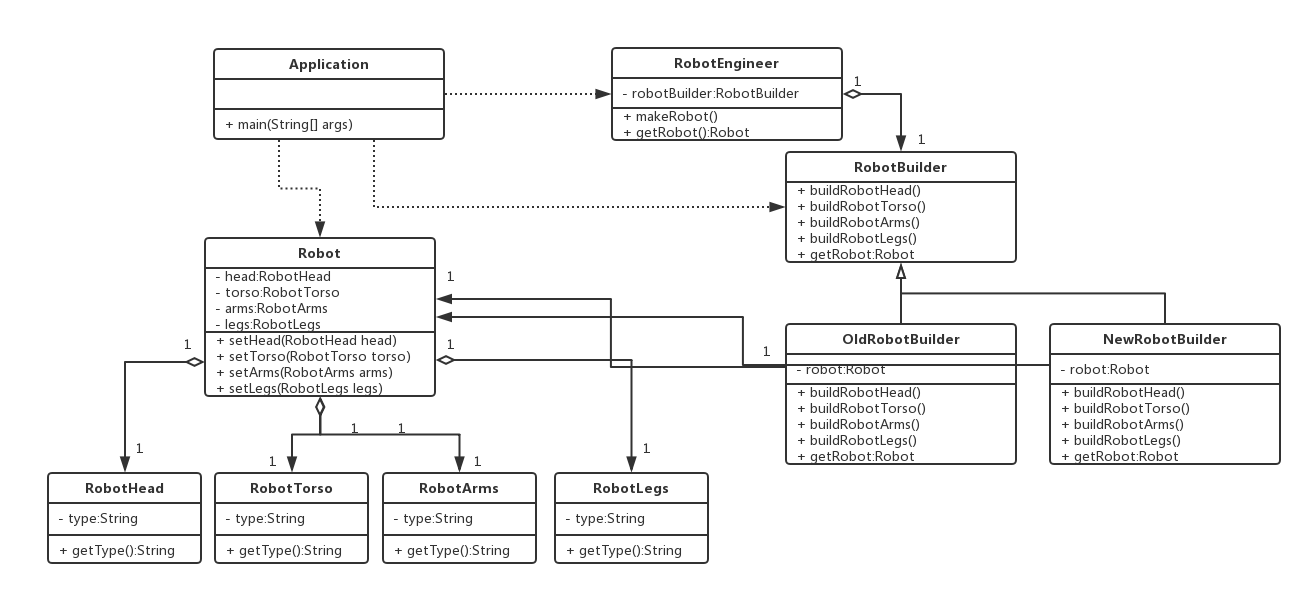 Application
+ main(String[] args)
RobotEngineer
- robotBuilder:RobotBuilder
+ makeRobot()
+ getRobot():Robot
1
1
RobotBuilder
+ buildRobotHead()
+ buildRobotTorso()
+ buildRobotArms()
+ buildRobotLegs()
+ getRobot:Robot
Robot
- head:RobotHead
- torso:RobotTorso
- arms:RobotArms
- legs:RobotLegs
+ setHead(RobotHead head)
+ setTorso(RobotTorso torso)
+ setArms(RobotArms arms)
+ setLegs(RobotLegs legs)
1
1
1
1
OldRobotBuilder
- robot:Robot
+ buildRobotHead()
+ buildRobotTorso()
+ buildRobotArms()
+ buildRobotLegs()
+ getRobot:Robot
NewRobotBuilder
- robot:Robot
+ buildRobotHead()
+ buildRobotTorso()
+ buildRobotArms()
+ buildRobotLegs()
+ getRobot:Robot
1
1
1
1
1
1
RobotHead
- type:String
+ getType():String
RobotTorso
- type:String
+ getType():String
RobotArms
- type:String
+ getType():String
RobotLegs
- type:String
+ getType():String